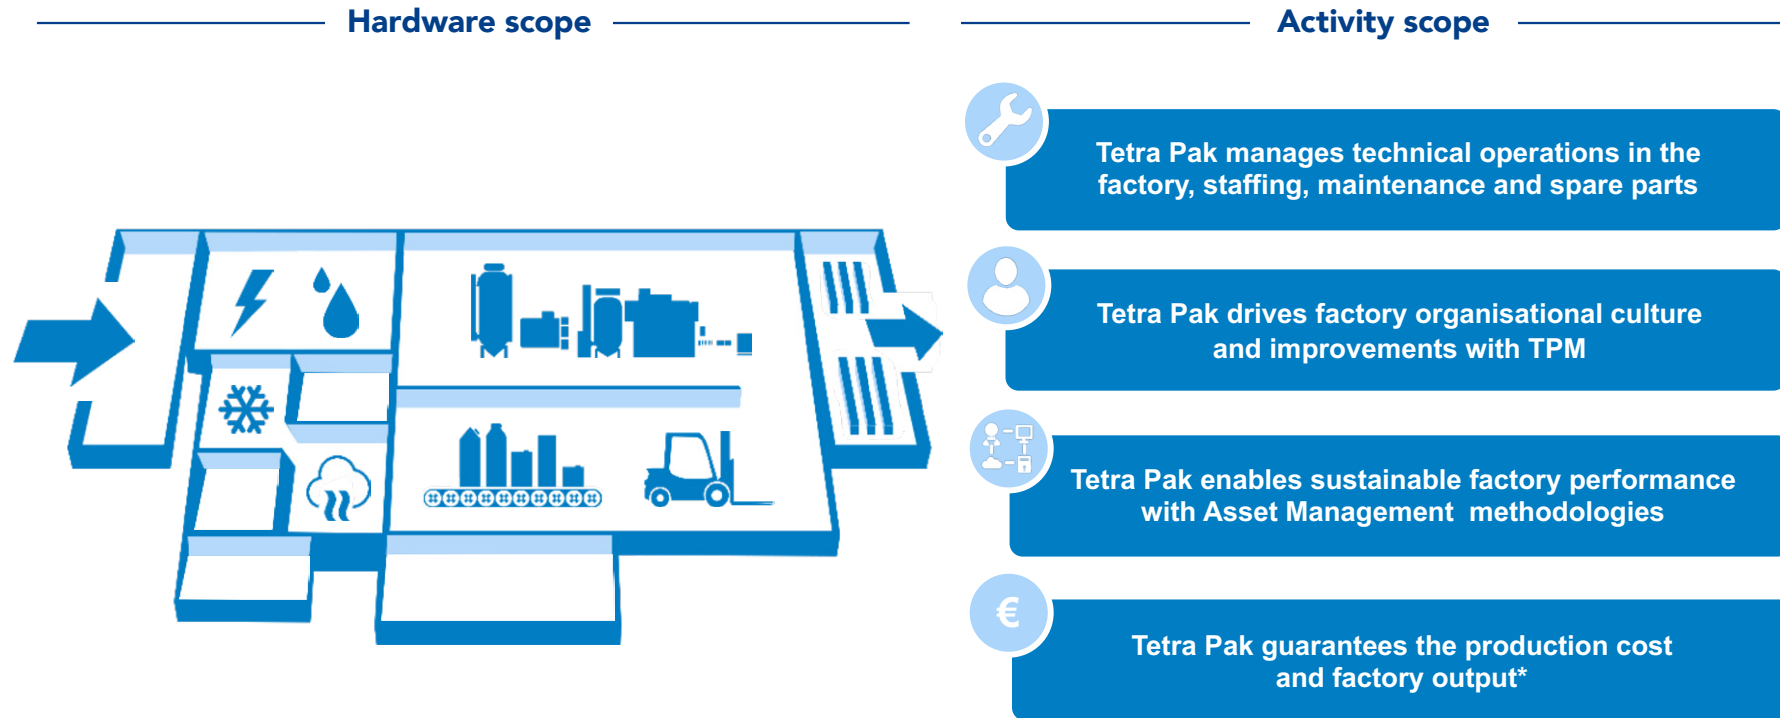 Hardware scope
Activity scope
Tetra Pak manages technical operations in the
factory, staffing, maintenance and spare parts
Tetra Pak drives factory organisational culture
and improvements with TPM
Tetra Pak enables sustainable factory performance
with Asset Management methodologies
€
Tetra Pak guarantees the production cost
and factory output*